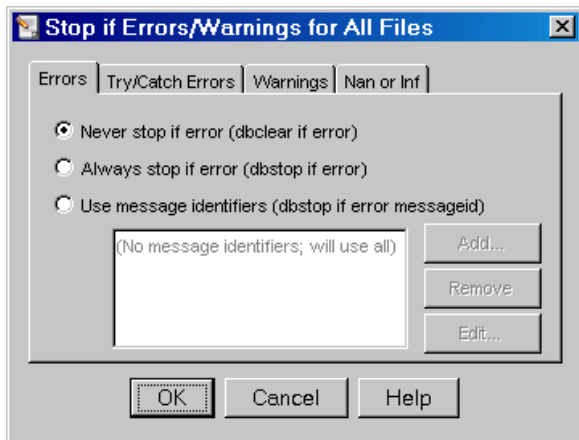 Stop if Errors/Warnings for All Files
Errors Try/Catch Errors Warnings Nan or Inf
Never stop if error (dbclear if error)
Always stop if error (dbstop if error)
Use message identifiers (dbstop if error messageid)
(No message identifiers; will use all) Add...
Remove
Edit...
OK Cancel Help